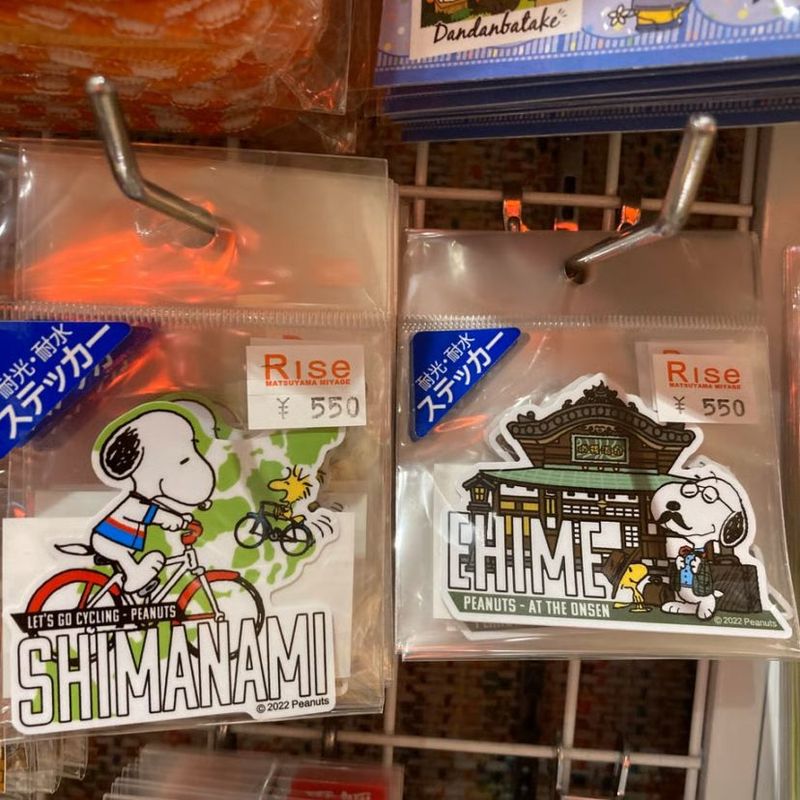 Dandanbatake
耐光・耐水
ステッカー
Rise
MATSUYAMA MIYAGE
¥ 550
LET'S GO CYCLING - PEANUTS
SHIMANAMI
© 2022 Peanuts
耐光・耐水
ステッカー
Rise
MATSUYAMA MIYAGE
¥ 550
EHIME
PEANUTS - AT THE ONSEN
© 2022 Peanuts